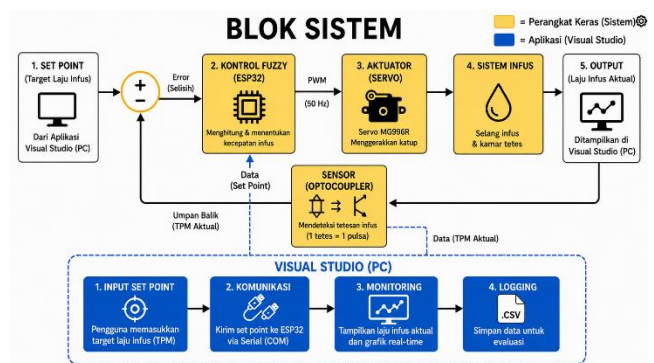 BLOK SISTEM
= Perangkat Keras (Sistem)
= Aplikasi (Visual Studio)
1. SET POINT
(Target Laju Infus)
Dari Aplikasi
Visual Studio (PC)
+
−
Error
(Selisih)
2. KONTROL FUZZY
(ESP32)
Menghitung & menentukan
kecepatan infus
PWM
(50 Hz)
3. AKTUATOR
(SERVO)
Servo MG996R
Menggerakkan katup
4. SISTEM INFUS
Selang infus
& kamar tetes
5. OUTPUT
(Laju Infus Aktual)
Ditampilkan di
Visual Studio (PC)
Data
(Set Point)
SENSOR
(OPTOCOUPLER)
Mendeteksi tetesan infus
(1 tetes = 1 pulsa)
Umpan Balik
(TPM Aktual)
Data (TPM Aktual)
VISUAL STUDIO (PC)
1. INPUT SET POINT
Pengguna memasukkan
target laju infus (TPM)
2. KOMUNIKASI
Kirim set point ke ESP32
via Serial (COM)
3. MONITORING
Tampilkan laju infus aktual
dan grafik real-time
4. LOGGING
.CSV
Simpan data untuk
evaluasi